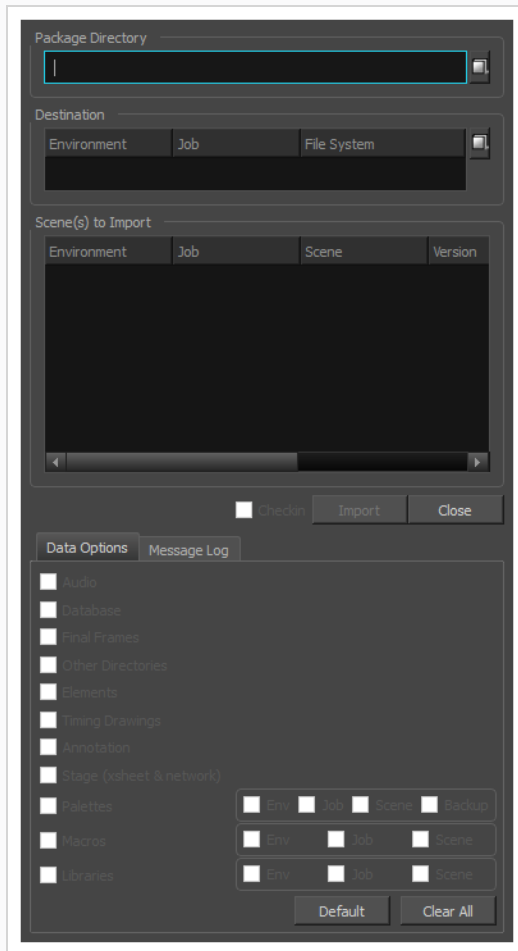 Package Directory
Destination
Environment Job File System
Scene(s) to Import
Environment Job Scene Version
Checkin Import Close
Data Options Message Log
Audio
Database
Final Frames
Other Directories
Elements
Timing Drawings
Annotation
Stage (xsheet & network)
Palettes Env Job Scene Backup
Macros Env Job Scene
Libraries Env Job Scene
Default Clear All